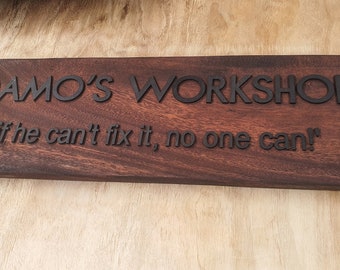 AMO'S WORKSHOP
if he can't fix it, no one can!"